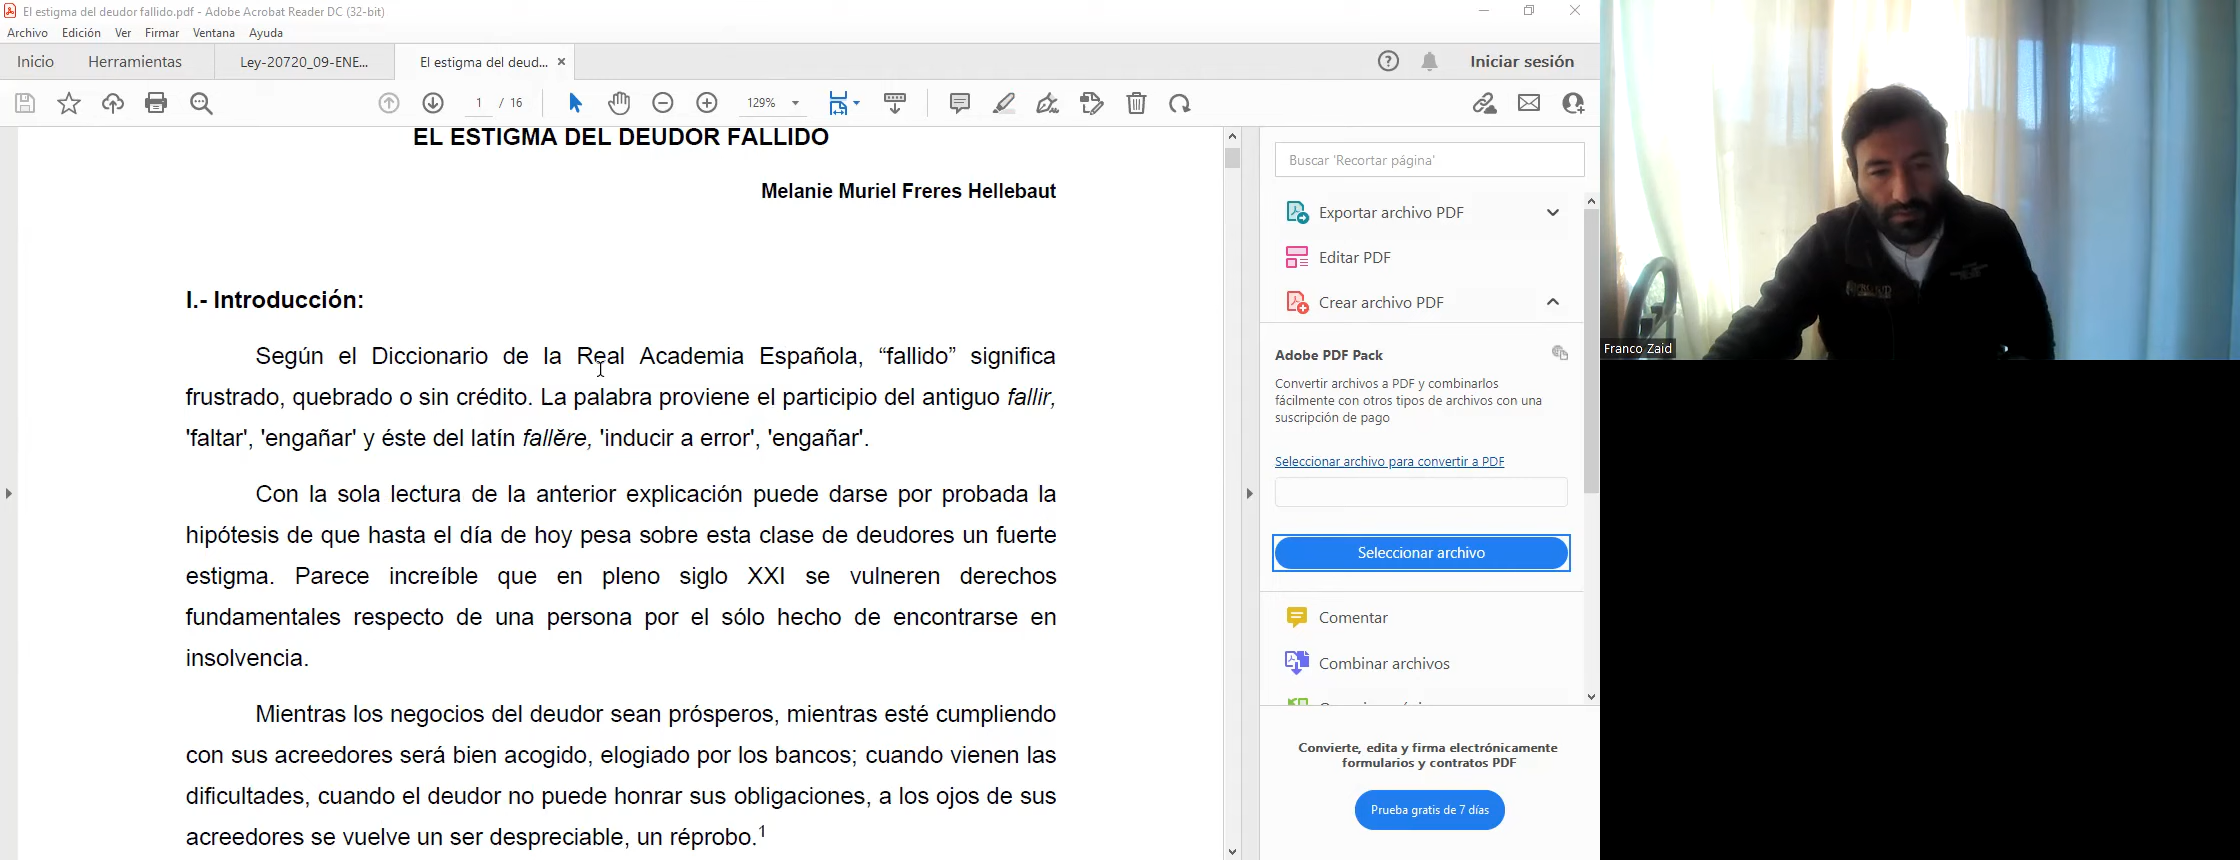 El estigma del deudor fallido.pdf - Adobe Acrobat Reader DC (32-bit)
Archivo Edición Ver Firmar Ventana Ayuda
Inicio Herramientas Ley-20720_09-ENE... El estigma del deud... Iniciar sesión
1 / 16 129%
EL ESTIGMA DEL DEUDOR FALLIDO
Melanie Muriel Freres Hellebaut
I.- Introducción:
Según el Diccionario de la Real Academia Española, “fallido” significa
frustrado, quebrado o sin crédito. La palabra proviene el participio del antiguo fallir,
'faltar', 'engañar' y éste del latín fallĕre, 'inducir a error', 'engañar'.
Con la sola lectura de la anterior explicación puede darse por probada la
hipótesis de que hasta el día de hoy pesa sobre esta clase de deudores un fuerte
estigma. Parece increíble que en pleno siglo XXI se vulneren derechos
fundamentales respecto de una persona por el sólo hecho de encontrarse en
insolvencia.
Mientras los negocios del deudor sean prósperos, mientras esté cumpliendo
con sus acreedores será bien acogido, elogiado por los bancos; cuando vienen las
dificultades, cuando el deudor no puede honrar sus obligaciones, a los ojos de sus
acreedores se vuelve un ser despreciable, un réprobo.1
Buscar 'Recortar página'
Exportar archivo PDF
Editar PDF
Crear archivo PDF
Adobe PDF Pack
Convertir archivos a PDF y combinarlos
fácilmente con otros tipos de archivos con una
suscripción de pago
Seleccionar archivo para convertir a PDF
Seleccionar archivo
Comentar
Combinar archivos
Convierte, edita y firma electrónicamente
formularios y contratos PDF
Prueba gratis de 7 días
Franco Zaid